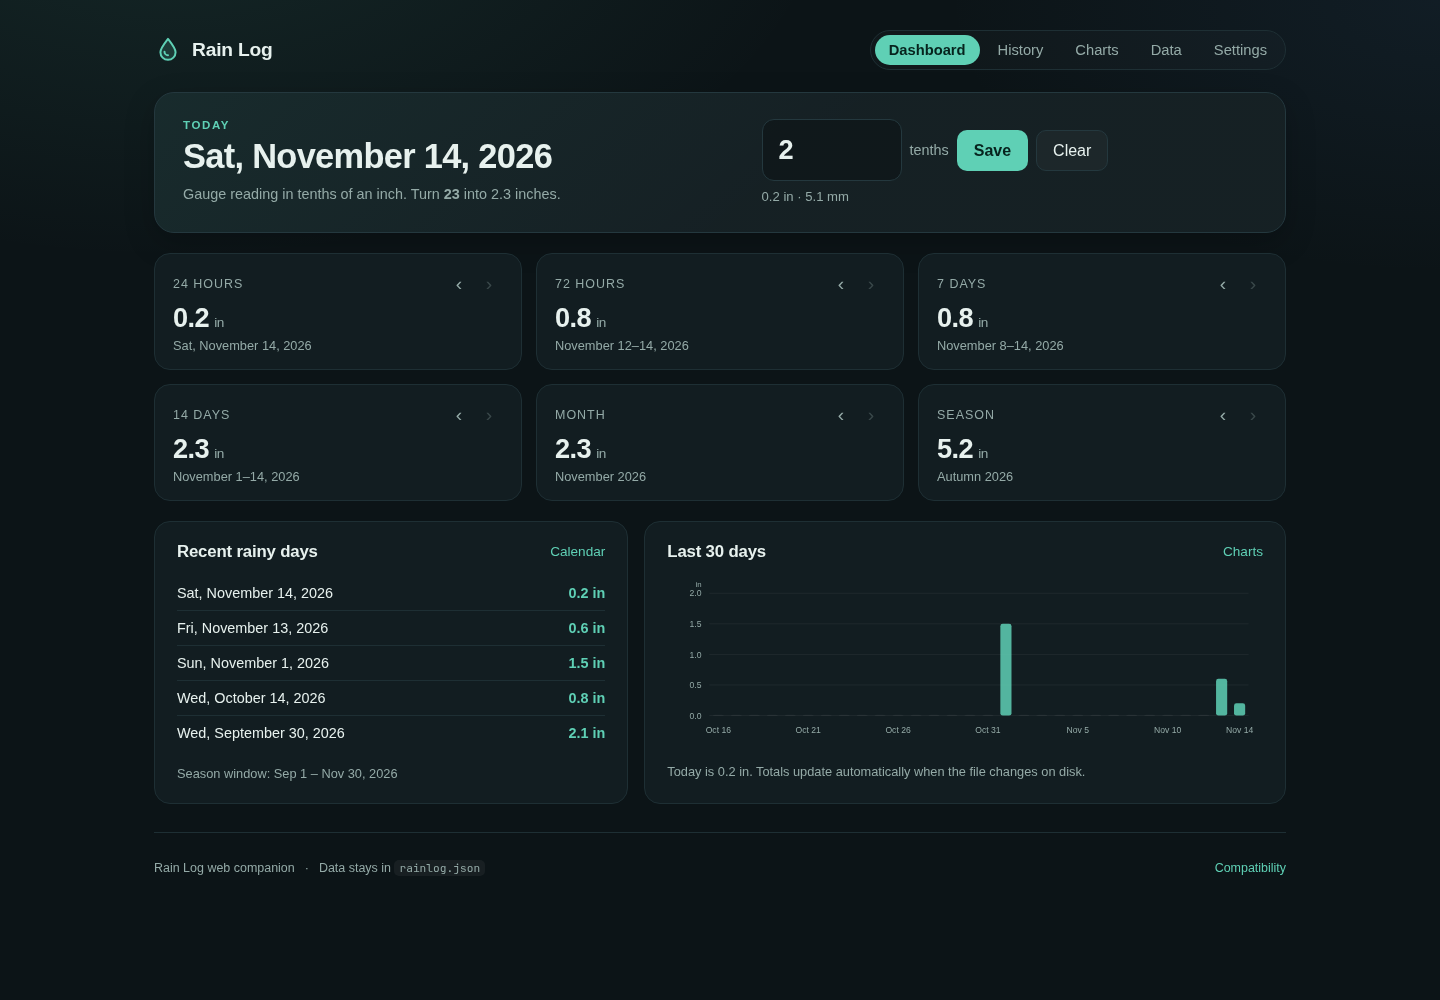 Rain Log
Dashboard
History
Charts
Data
Settings
TODAY
Sat, November 14, 2026
Gauge reading in tenths of an inch. Turn 23 into 2.3 inches.
2
tenths
Save
Clear
0.2 in · 5.1 mm
24 HOURS
‹ ›
0.2 in
Sat, November 14, 2026
72 HOURS
‹ ›
0.8 in
November 12–14, 2026
7 DAYS
‹ ›
0.8 in
November 8–14, 2026
14 DAYS
‹ ›
2.3 in
November 1–14, 2026
MONTH
‹ ›
2.3 in
November 2026
SEASON
‹ ›
5.2 in
Autumn 2026
Recent rainy days
Calendar
Sat, November 14, 2026 0.2 in
Fri, November 13, 2026 0.6 in
Sun, November 1, 2026 1.5 in
Wed, October 14, 2026 0.8 in
Wed, September 30, 2026 2.1 in
Season window: Sep 1 – Nov 30, 2026
Last 30 days
Charts
in
2.0
1.5
1.0
0.5
0.0
Oct 16 Oct 21 Oct 26 Oct 31 Nov 5 Nov 10 Nov 14
Today is 0.2 in. Totals update automatically when the file changes on disk.
Rain Log web companion · Data stays in rainlog.json
Compatibility